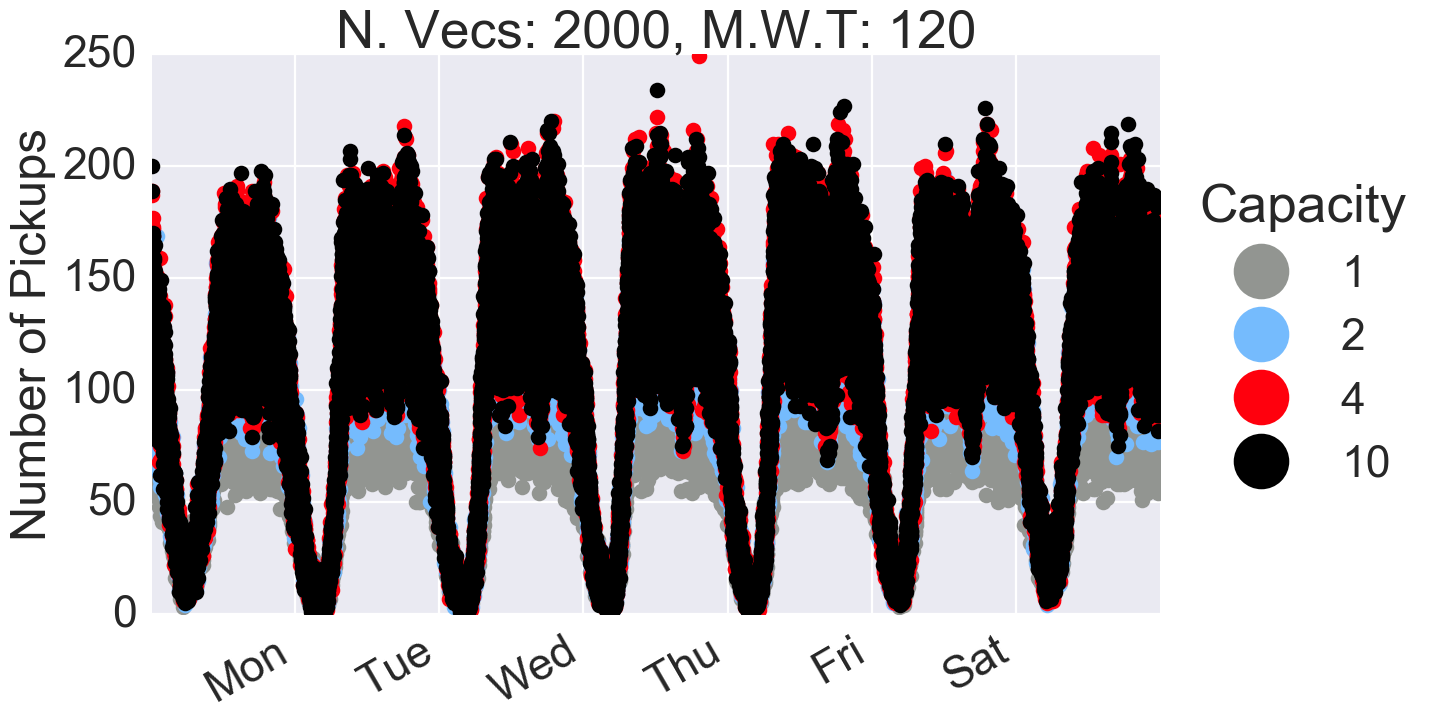 N. Vecs: 2000, M.W.T: 120
Number of Pickups
250
200
150
100
50
0
Mon
Tue
Wed
Thu
Fri
Sat
Capacity
1
2
4
10